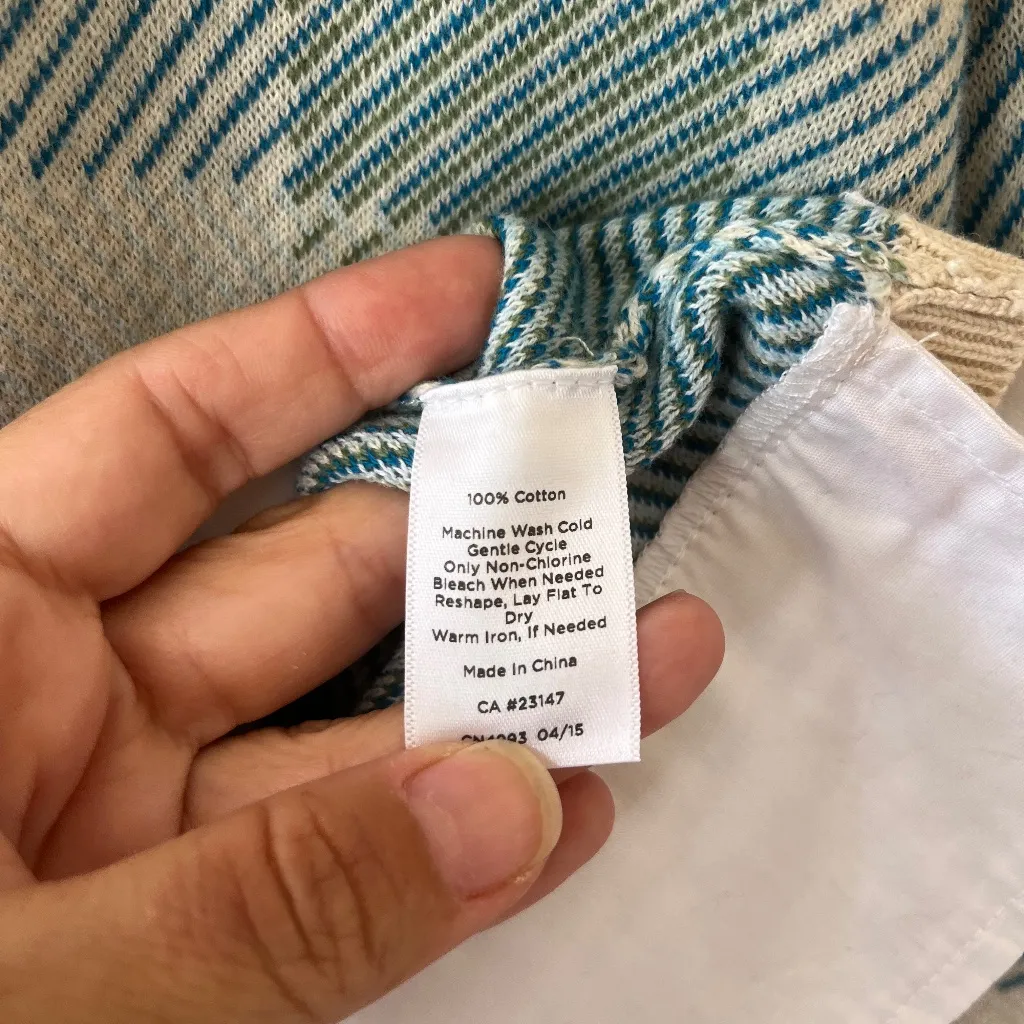 100% Cotton
Machine Wash Cold
Gentle Cycle
Only Non-Chlorine
Bleach When Needed
Reshape, Lay Flat To
Dry
Warm Iron, If Needed
Made In China
CA #23147
04/15